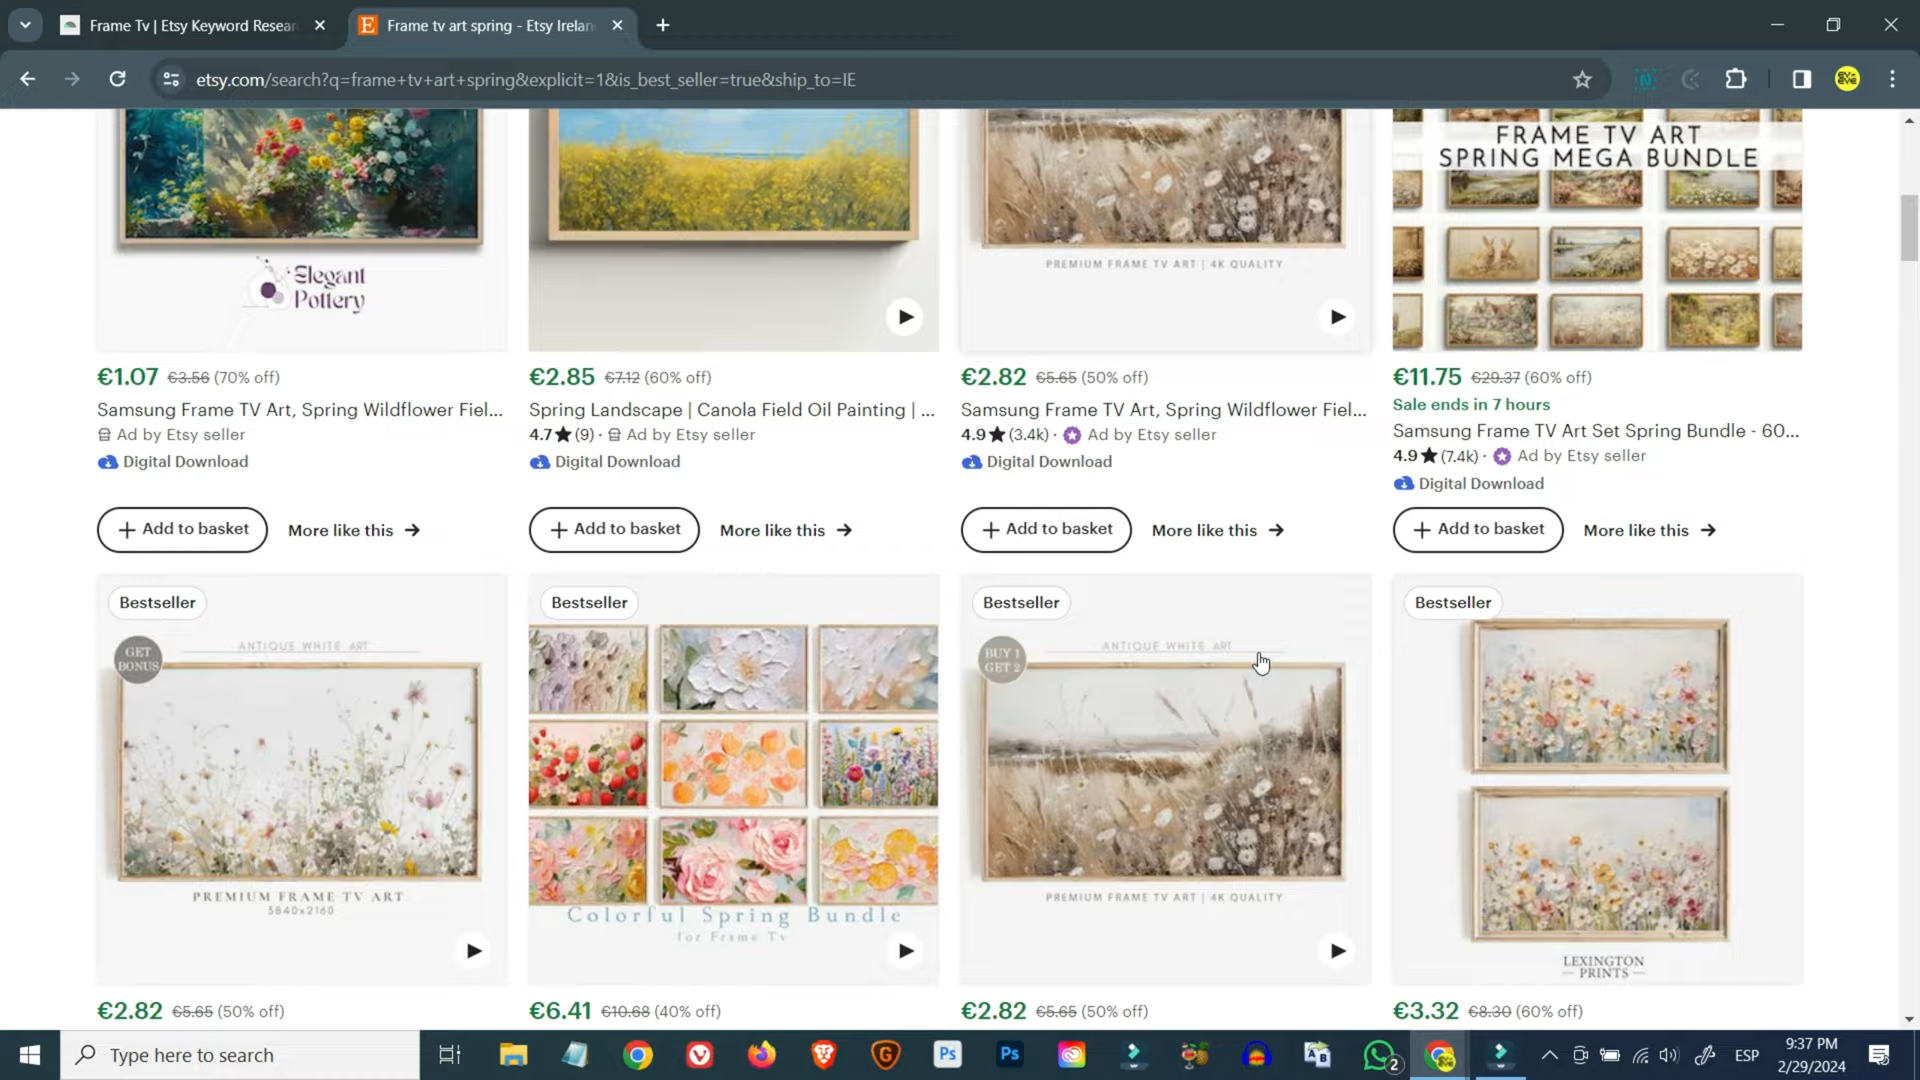 Frame Tv | Etsy Keyword Resear
Frame tv art spring - Etsy Irelan
etsy.com/search?q=frame+tv+art+spring&explicit=1&is_best_seller=true&ship_to=IE
Elegant
Pottery
PREMIUM FRAME TV ART | 4K QUALITY
FRAME TV ART
SPRING MEGA BUNDLE
€1.07 €3.56 (70% off)
Samsung Frame TV Art, Spring Wildflower Fiel...
Ad by Etsy seller
Digital Download
+ Add to basket More like this →
€2.85 €7.12 (60% off)
Spring Landscape | Canola Field Oil Painting | ...
4.7★(9) · Ad by Etsy seller
Digital Download
+ Add to basket More like this →
€2.82 €5.65 (50% off)
Samsung Frame TV Art, Spring Wildflower Fiel...
4.9★(3.4k) · Ad by Etsy seller
Digital Download
+ Add to basket More like this →
€11.75 €29.37 (60% off)
Sale ends in 7 hours
Samsung Frame TV Art Set Spring Bundle - 60...
4.9★(7.4k) · Ad by Etsy seller
Digital Download
+ Add to basket More like this →
Bestseller
GET
BONUS
ANTIQUE WHITE ART
PREMIUM FRAME TV ART
3840x2160
€2.82 €5.65 (50% off)
Bestseller
Colorful Spring Bundle
for Frame Tv
€6.41 €10.68 (40% off)
Bestseller
BUY 1
GET 2
ANTIQUE WHITE ART
PREMIUM FRAME TV ART | 4K QUALITY
€2.82 €5.65 (50% off)
Bestseller
LEXINGTON
PRINTS
€3.32 €8.30 (60% off)
Type here to search
Ps
Ps
2
ESP
9:37 PM
2/29/2024